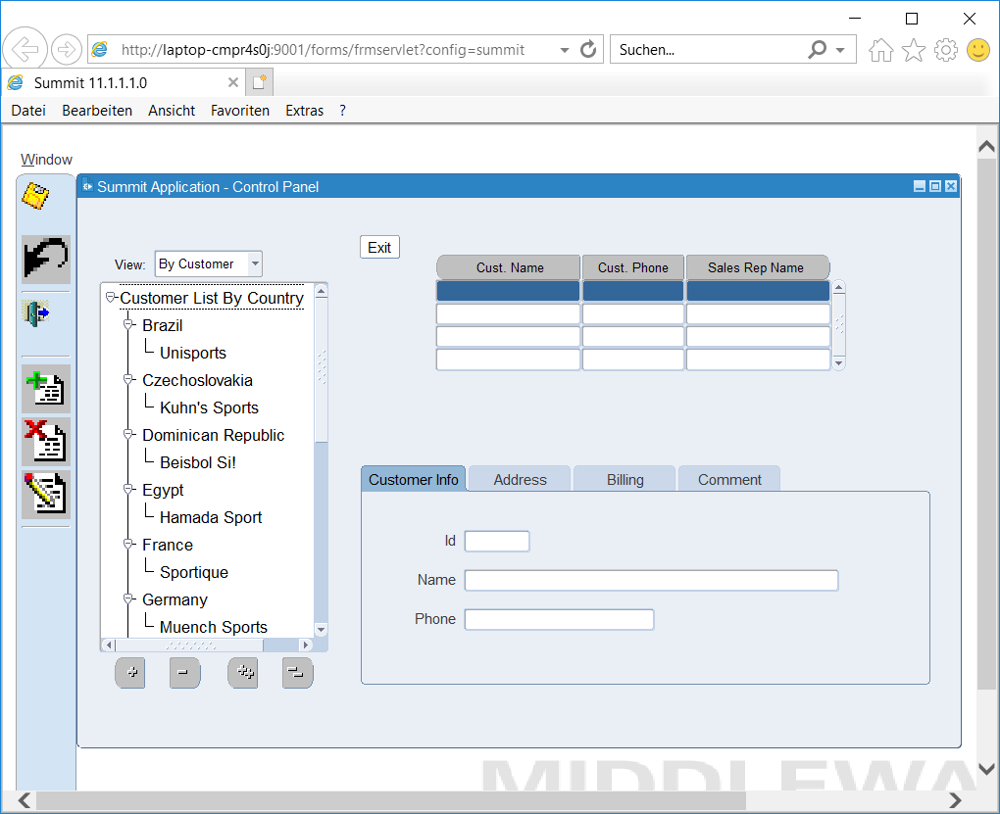 http://laptop-cmpr4s0j:9001/forms/frmservlet?config=summit
Suchen...
Summit 11.1.1.1.0
Datei Bearbeiten Ansicht Favoriten Extras ?
Window
Summit Application - Control Panel
Exit
View: By Customer
Cust. Name Cust. Phone Sales Rep Name
Customer List By Country
Brazil
Unisports
Czechoslovakia
Kuhn's Sports
Dominican Republic
Beisbol Si!
Egypt
Hamada Sport
France
Sportique
Germany
Muench Sports
Customer Info Address Billing Comment
Id
Name
Phone
MIDDLEWA